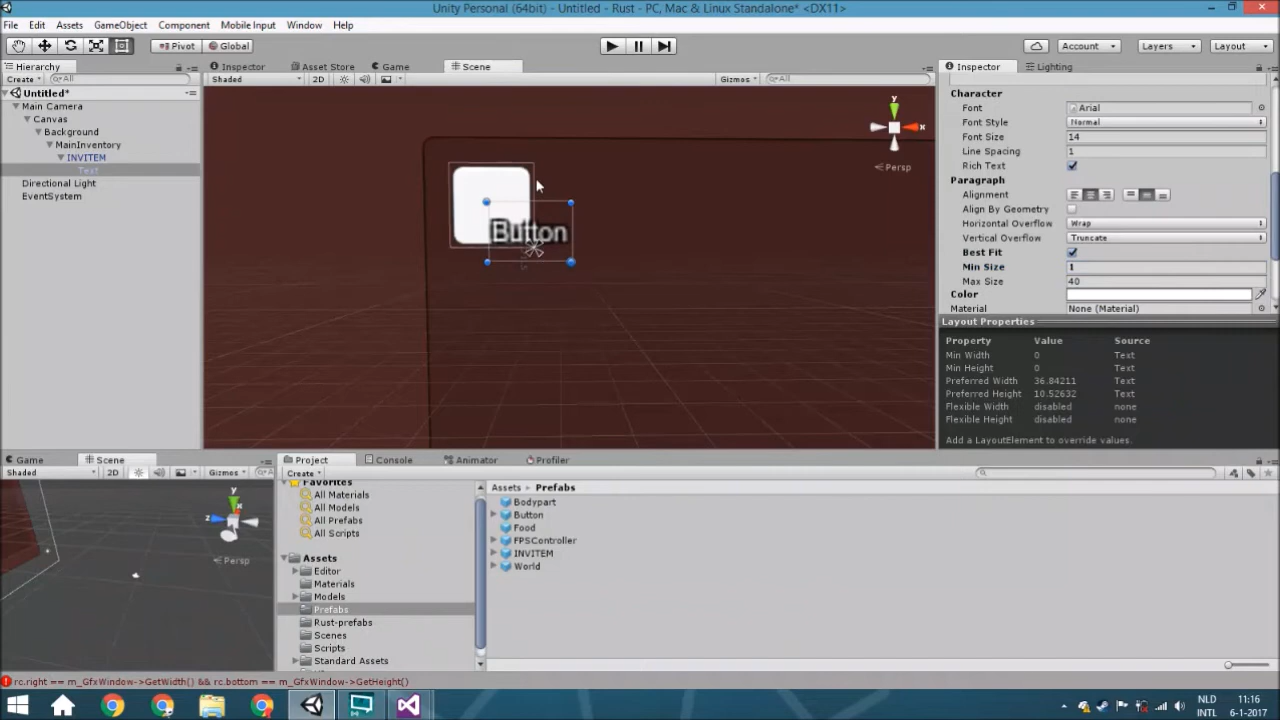 Unity Personal (64bit) - Untitled - Rust - PC, Mac & Linux Standalone* <DX11>
File Edit Assets GameObject Component Mobile Input Window Help
Pivot Global Account Layers Layout
Hierarchy Inspector Asset Store Game Scene Inspector Lighting
Create All Shaded 2D Gizmos All
Untitled*
Main Camera
Canvas
Background
MainInventory
INVITEM
Text
Directional Light
EventSystem
y
x
Persp
Button
Character
Font Arial
Font Style Normal
Font Size 14
Line Spacing 1
Rich Text
Paragraph
Alignment
Align By Geometry
Horizontal Overflow Wrap
Vertical Overflow Truncate
Best Fit
Min Size 1
Max Size 40
Color
Material None (Material)
Layout Properties
Property Value Source
Min Width 0 Text
Min Height 0 Text
Preferred Width 36.84211 Text
Preferred Height 10.52632 Text
Flexible Width disabled none
Flexible Height disabled none
Add a LayoutElement to override values.
Game Scene Project Console Animator Profiler
Shaded 2D Gizmos Create
y
z
Persp
Favorites
All Materials
All Models
All Prefabs
All Scripts
Assets
Editor
Materials
Models
Prefabs
Rust-prefabs
Scenes
Scripts
Standard Assets
Assets Prefabs
Bodypart
Button
Food
FPSController
INVITEM
World
rc.right == m_GfxWindow->GetWidth() && rc.bottom == m_GfxWindow->GetHeight()
NLD 11:16
INTL 6-1-2017